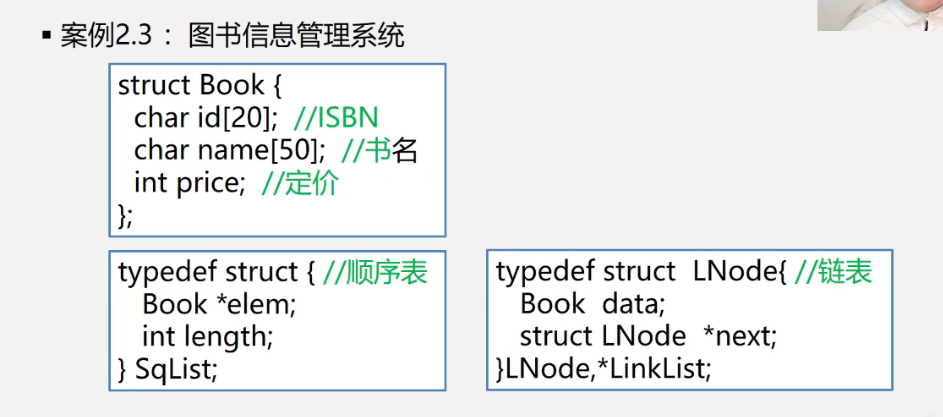 ▪ 案例2.3 : 图书信息管理系统
struct Book {
char id[20]; //ISBN
char name[50]; //书名
int price; //定价
};
typedef struct { //顺序表
Book *elem;
int length;
} SqList;
typedef struct LNode{ //链表
Book data;
struct LNode *next;
}LNode,*LinkList;